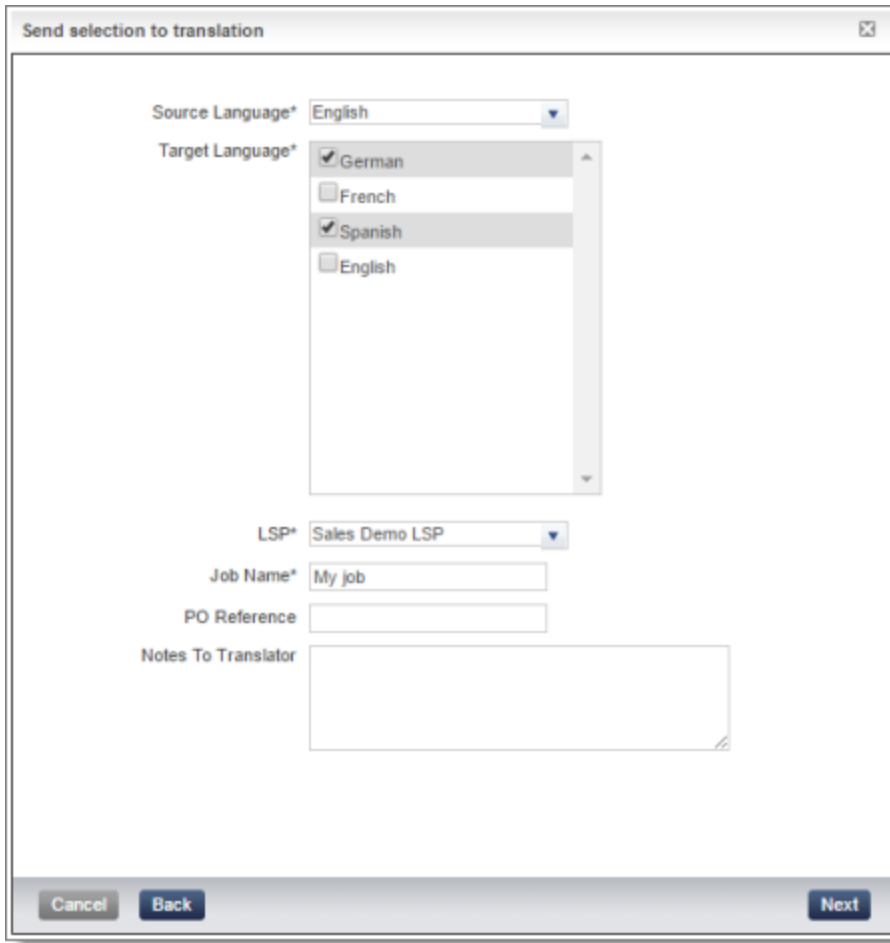 Send selection to translation
Source Language* English
Target Language* German
French
Spanish
English
LSP* Sales Demo LSP
Job Name* My job
PO Reference
Notes To Translator
Cancel Back Next